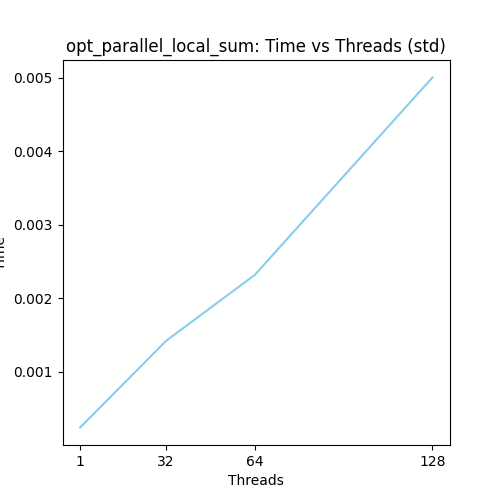 opt_parallel_local_sum: Time vs Threads (std)
0.005
0.004
0.003
0.002
0.001
1 32 64 128
Threads